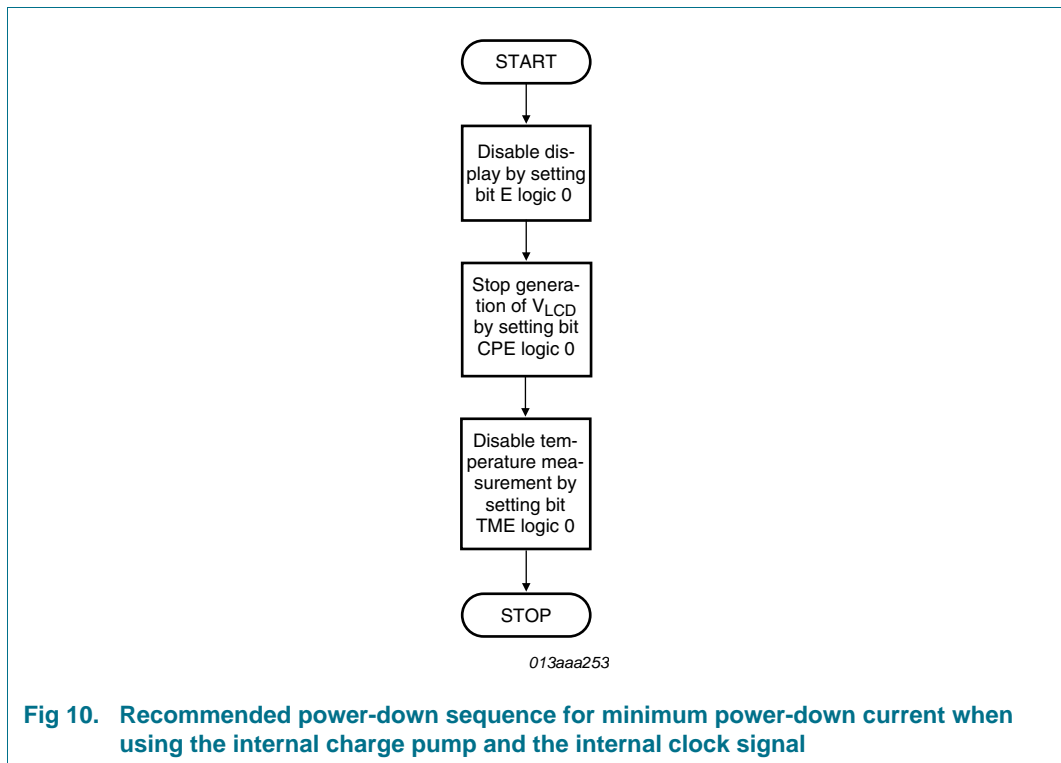 START
Disable dis-
play by setting
bit E logic 0
Stop genera-
tion of VLCD
by setting bit
CPE logic 0
Disable tem-
perature mea-
surement by
setting bit
TME logic 0
STOP
013aaa253
Fig 10. Recommended power-down sequence for minimum power-down current when
using the internal charge pump and the internal clock signal